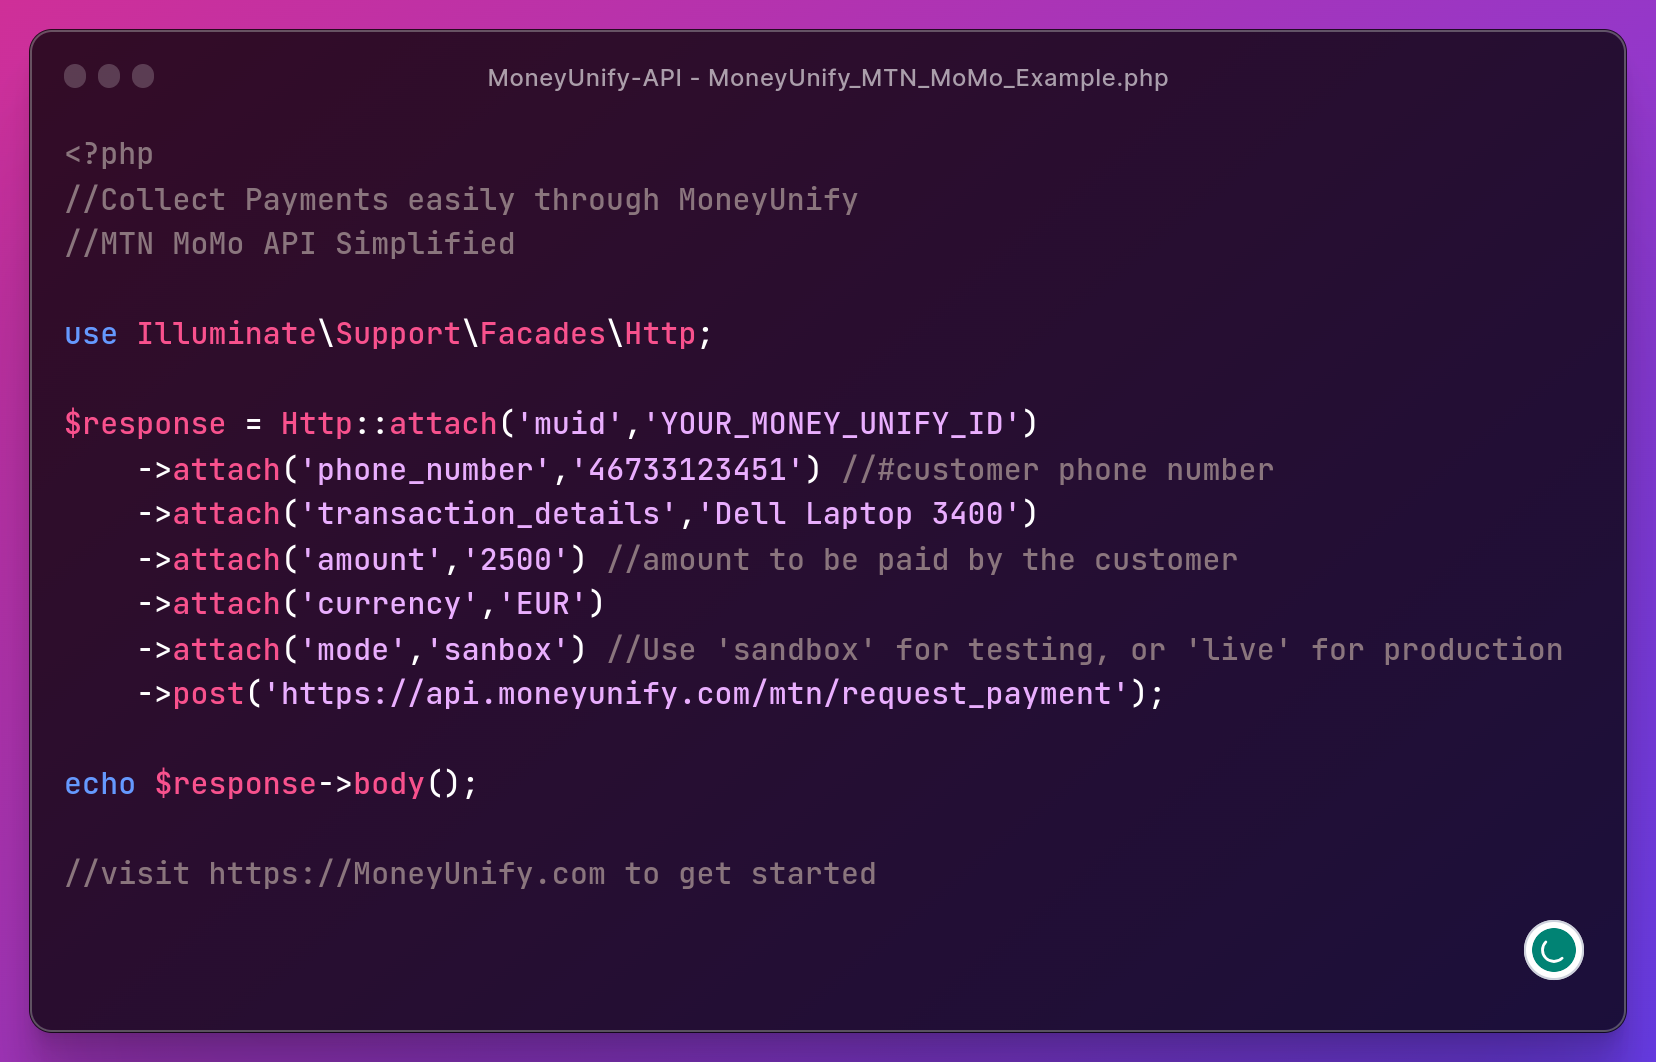 MoneyUnify-API - MoneyUnify_MTN_MoMo_Example.php
<?php
//Collect Payments easily through MoneyUnify
//MTN MoMo API Simplified
use Illuminate\Support\Facades\Http;
$response = Http::attach('muid','YOUR_MONEY_UNIFY_ID')
    ->attach('phone_number','46733123451') //#customer phone number
    ->attach('transaction_details','Dell Laptop 3400')
    ->attach('amount','2500') //amount to be paid by the customer
    ->attach('currency','EUR')
    ->attach('mode','sanbox') //Use 'sandbox' for testing, or 'live' for production
    ->post('https://api.moneyunify.com/mtn/request_payment');
echo $response->body();
//visit https://MoneyUnify.com to get started